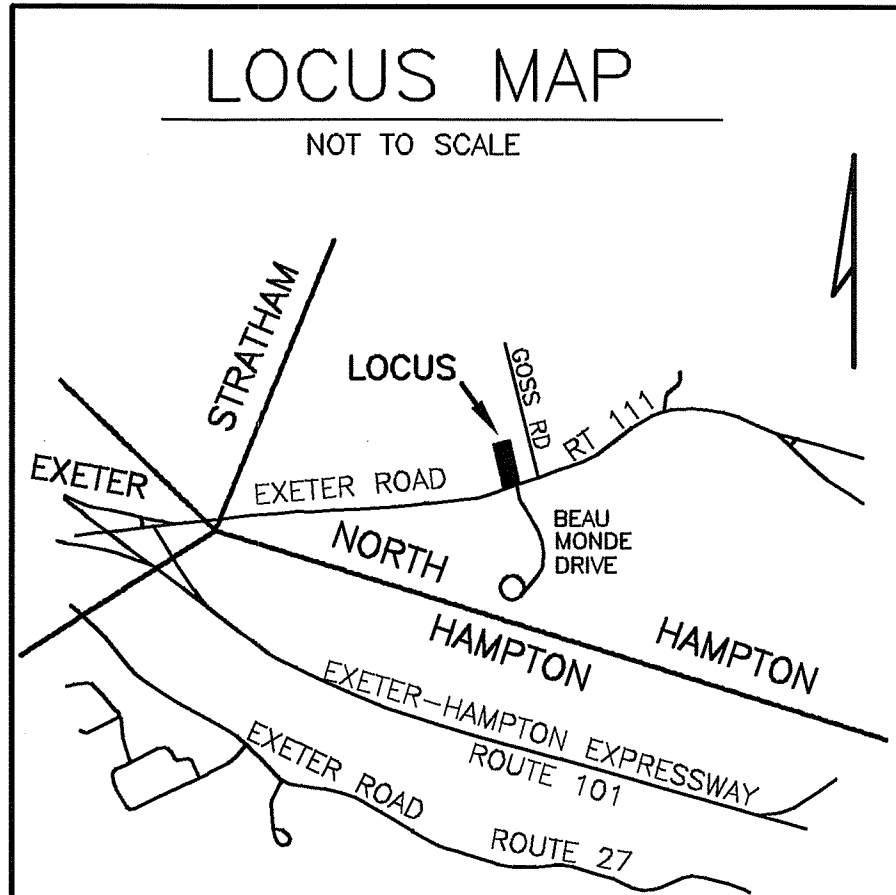 LOCUS MAP
NOT TO SCALE
STRATHAM
LOCUS
GOSS RD
RT 111
EXETER
EXETER ROAD
BEAU
MONDE
DRIVE
NORTH
HAMPTON
HAMPTON
EXETER-HAMPTON EXPRESSWAY
ROUTE 101
EXETER ROAD
ROUTE 27